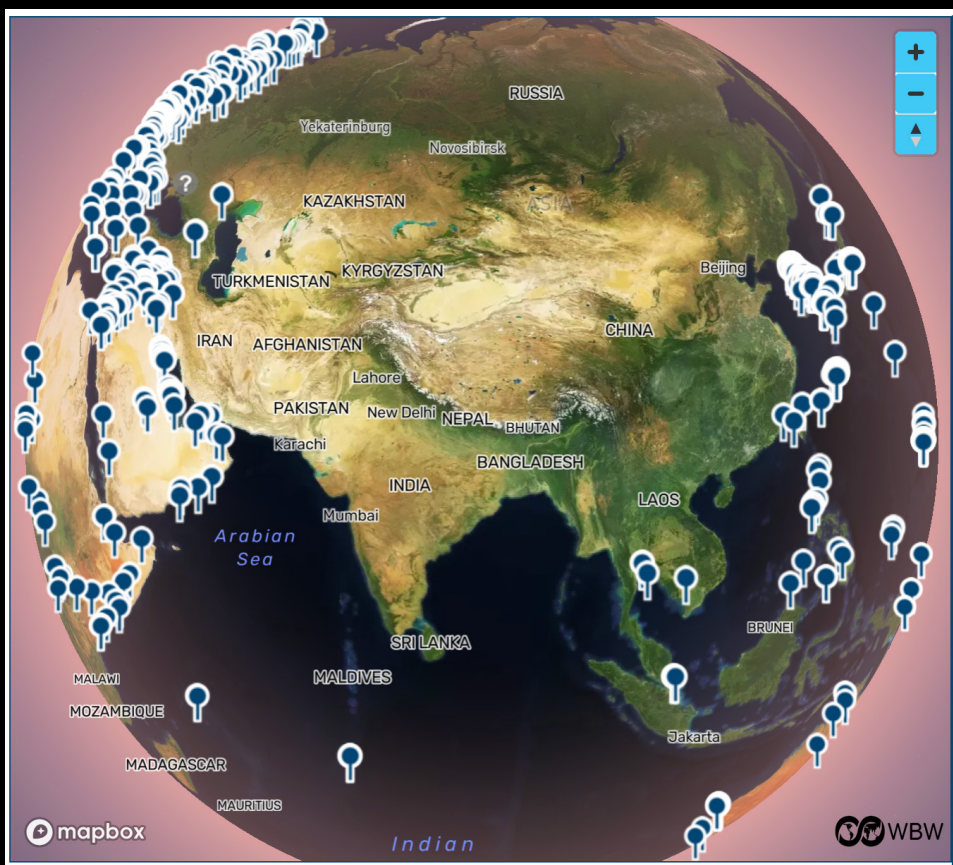 +
−
RUSSIA
Yekaterinburg
Novosibirsk
?
KAZAKHSTAN
ASIA
Beijing
KYRGYZSTAN
TURKMENISTAN
CHINA
IRAN
AFGHANISTAN
Lahore
PAKISTAN
New Delhi
NEPAL
BHUTAN
Karachi
BANGLADESH
INDIA
LAOS
Mumbai
Arabian
Sea
BRUNEI
SRI LANKA
MALAWI
MALDIVES
MOZAMBIQUE
Jakarta
MADAGASCAR
MAURITIUS
mapbox
WBW
Indian